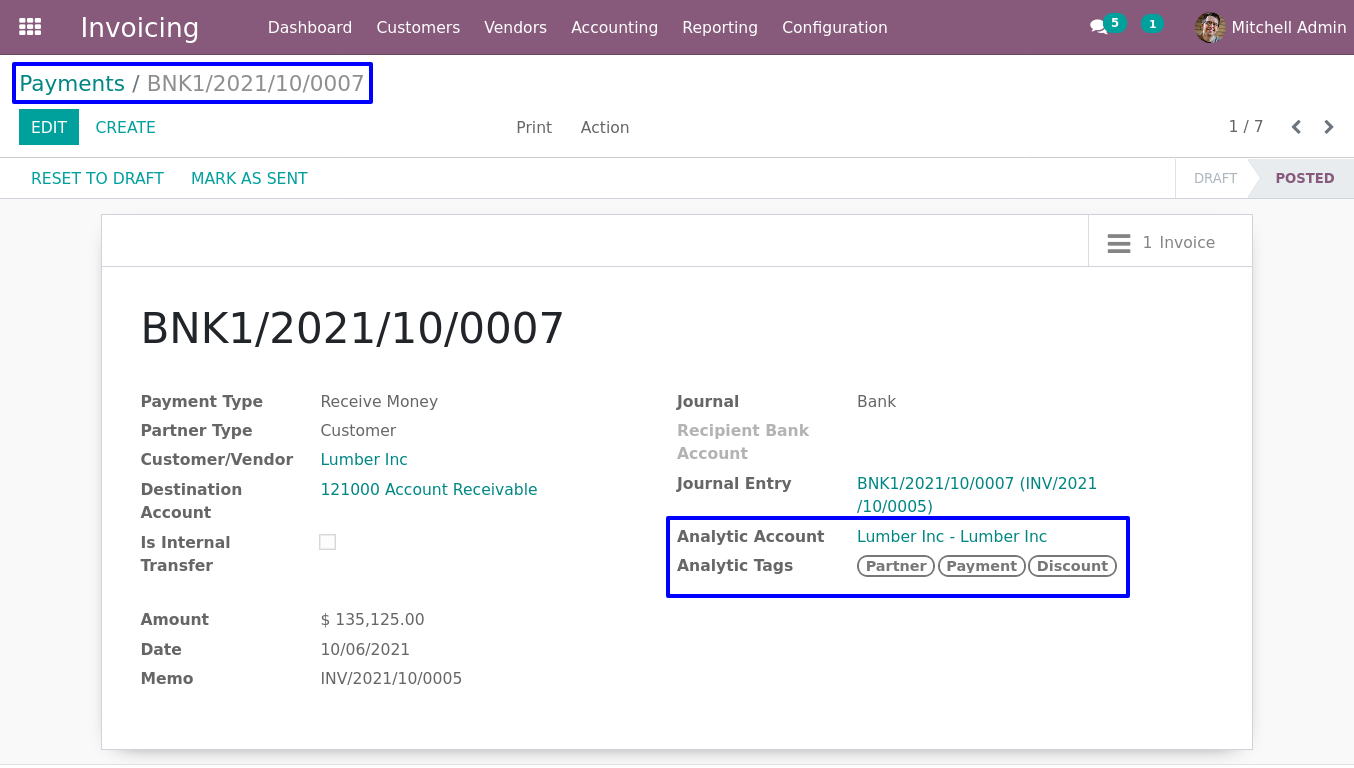 Invoicing Dashboard Customers Vendors Accounting Reporting Configuration 5 1 Mitchell Admin
Payments / BNK1/2021/10/0007
EDIT CREATE Print Action 1 / 7
RESET TO DRAFT MARK AS SENT DRAFT POSTED
1 Invoice
BNK1/2021/10/0007
Payment Type Receive Money
Partner Type Customer
Customer/Vendor Lumber Inc
Destination 121000 Account Receivable
Account
Is Internal
Transfer
Amount $ 135,125.00
Date 10/06/2021
Memo INV/2021/10/0005
Journal Bank
Recipient Bank
Account
Journal Entry BNK1/2021/10/0007 (INV/2021
/10/0005)
Analytic Account Lumber Inc - Lumber Inc
Analytic Tags Partner Payment Discount